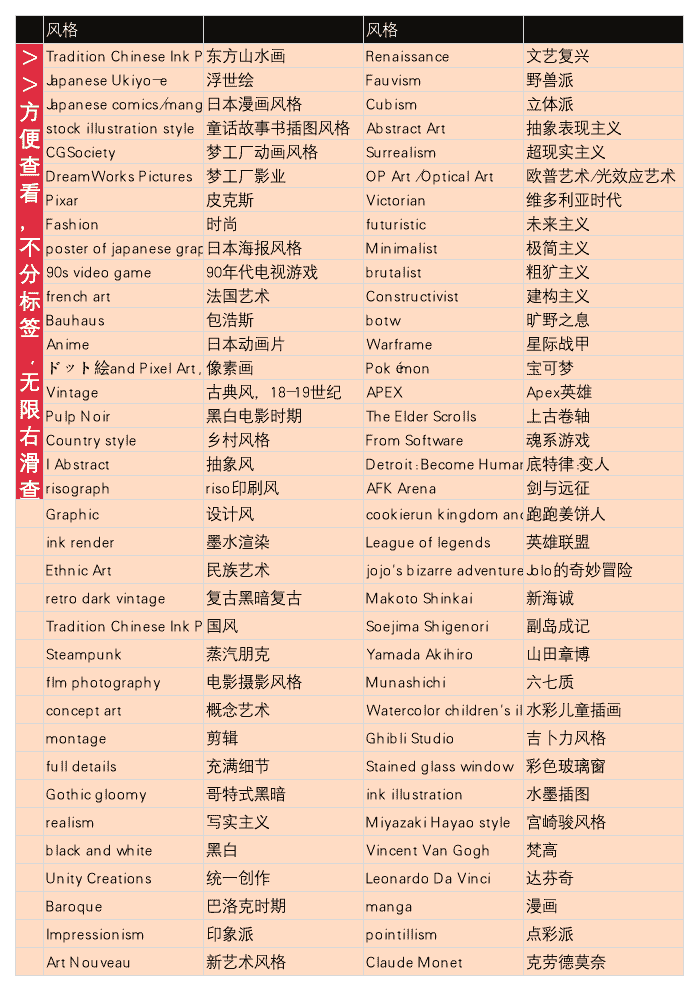 风格 风格
>
>
方
便
查
看
,
不
分
标
签
,
无
限
右
滑
查
Tradition Chinese Ink P 东方山水画 Renaissance 文艺复兴
Japanese Ukiyo-e 浮世绘 Fauvism 野兽派
Japanese comics/mang 日本漫画风格 Cubism 立体派
stock illustration style 童话故事书插图风格 Abstract Art 抽象表现主义
CGSociety 梦工厂动画风格 Surrealism 超现实主义
DreamWorks Pictures 梦工厂影业 OP Art /Optical Art 欧普艺术/光效应艺术
Pixar 皮克斯 Victorian 维多利亚时代
Fashion 时尚 futuristic 未来主义
poster of japanese grap 日本海报风格 Minimalist 极简主义
90s video game 90年代电视游戏 brutalist 粗犷主义
french art 法国艺术 Constructivist 建构主义
Bauhaus 包浩斯 botw 旷野之息
Anime 日本动画片 Warframe 星际战甲
ドット絵and Pixel Art, 像素画 Pokémon 宝可梦
Vintage 古典风, 18-19世纪 APEX Apex英雄
Pulp Noir 黑白电影时期 The Elder Scrolls 上古卷轴
Country style 乡村风格 From Software 魂系游戏
I Abstract 抽象风 Detroit:Become Human 底特律:变人
risograph riso印刷风 AFK Arena 剑与远征
Graphic 设计风 cookierun kingdom and 跑跑姜饼人
ink render 墨水渲染 League of legends 英雄联盟
Ethnic Art 民族艺术 jojo's bizarre adventure JoJo的奇妙冒险
retro dark vintage 复古黑暗复古 Makoto Shinkai 新海诚
Tradition Chinese Ink P 国风 Soejima Shigenori 副岛成记
Steampunk 蒸汽朋克 Yamada Akihiro 山田章博
flm photography 电影摄影风格 Munashichi 六七质
concept art 概念艺术 Watercolor children's il 水彩儿童插画
montage 剪辑 Ghibli Studio 吉卜力风格
full details 充满细节 Stained glass window 彩色玻璃窗
Gothic gloomy 哥特式黑暗 ink illustration 水墨插图
realism 写实主义 Miyazaki Hayao style 宫崎骏风格
black and white 黑白 Vincent Van Gogh 梵高
Unity Creations 统一创作 Leonardo Da Vinci 达芬奇
Baroque 巴洛克时期 manga 漫画
Impressionism 印象派 pointillism 点彩派
Art Nouveau 新艺术风格 Claude Monet 克劳德莫奈